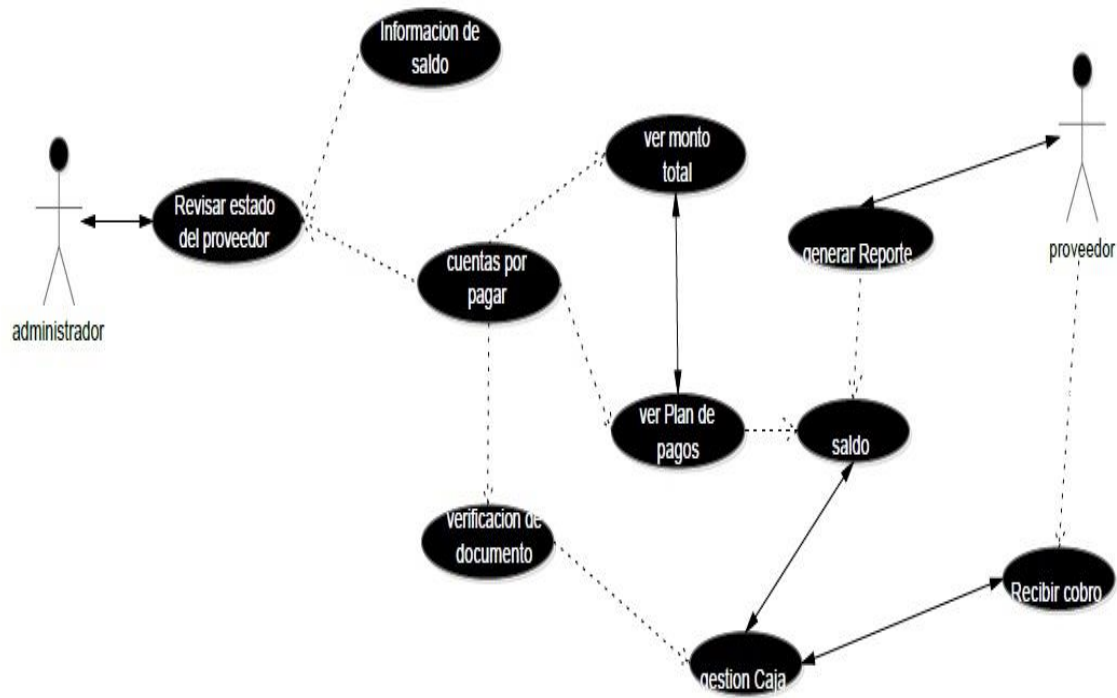 Informacion de
saldo
ver monto
total
Revisar estado
del proveedor
generar Reporte
proveedor
cuentas por
pagar
administrador
ver Plan de
pagos
saldo
verificacion de
documento
Recibir cobro
gestion Caja